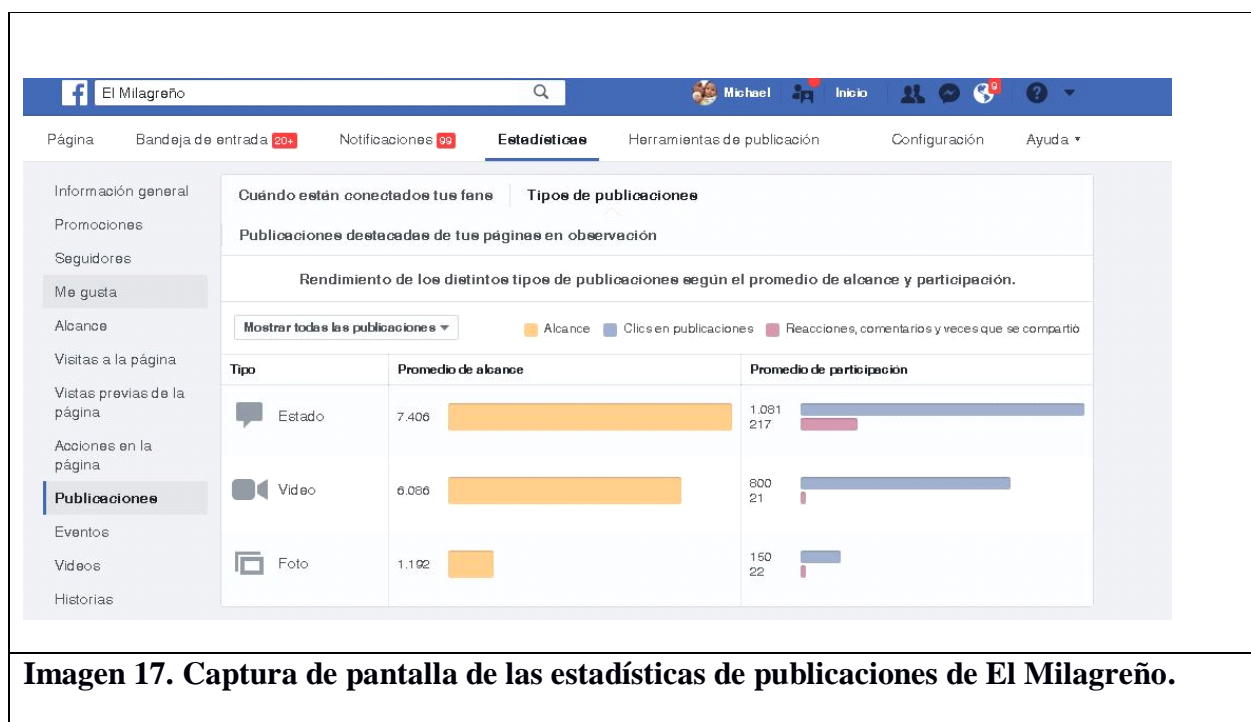 El Milagreño
Michael
Inicio
9
Página
Bandeja de entrada 20+
Notificaciones 99
Estadísticas
Herramientas de publicación
Configuración
Ayuda
Información general
Promociones
Seguidores
Me gusta
Alcance
Visitas a la página
Vistas previas de la
página
Acciones en la
página
Publicaciones
Eventos
Videos
Historias
Cuándo están conectados tus fans
Tipos de publicaciones
Publicaciones destacadas de tus páginas en observación
Rendimiento de los distintos tipos de publicaciones según el promedio de alcance y participación.
Mostrar todas las publicaciones
Alcance
Clics en publicaciones
Reacciones, comentarios y veces que se compartió
Tipo
Promedio de alcance
Promedio de participación
Estado
7.406
1.081
217
Video
6.086
800
21
Foto
1.192
150
22
Imagen 17. Captura de pantalla de las estadísticas de publicaciones de El Milagreño.